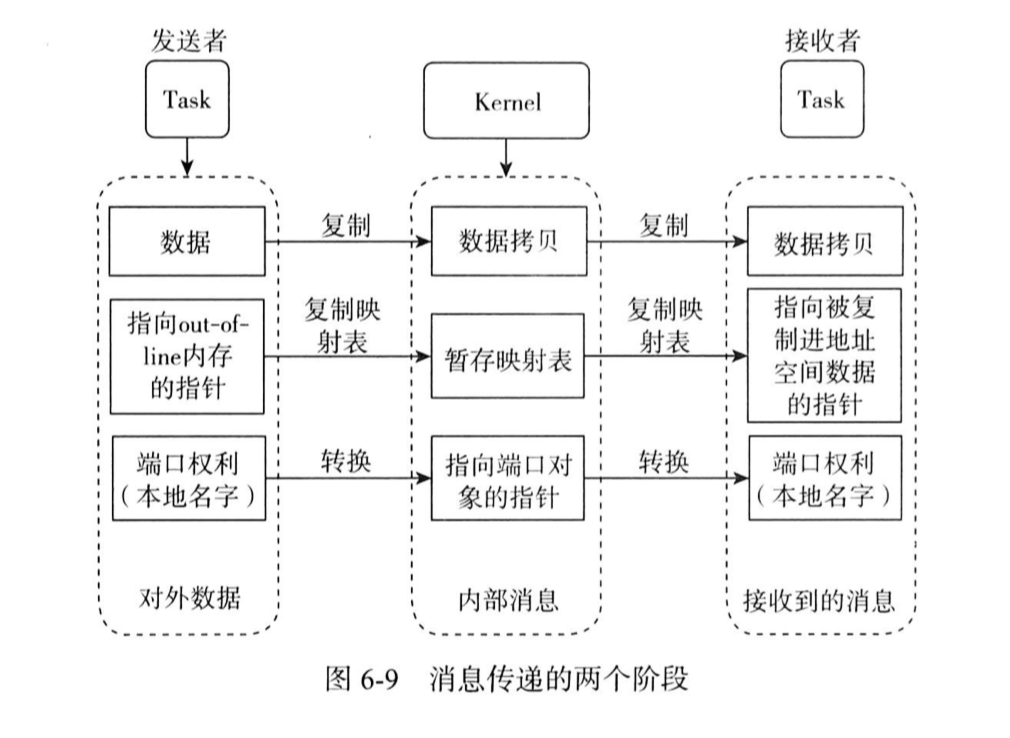 发送者
接收者
Task
Kernel
Task
数据
复制
数据拷贝
复制
数据拷贝
指向out-of-
line内存
的指针
复制映
射表
暂存映射表
复制映
射表
指向被复
制进地址
空间数据
的指针
端口权利
（本地名字）
转换
指向端口对
象的指针
转换
端口权利
（本地名字）
对外数据
内部消息
接收到的消息
图 6-9 消息传递的两个阶段